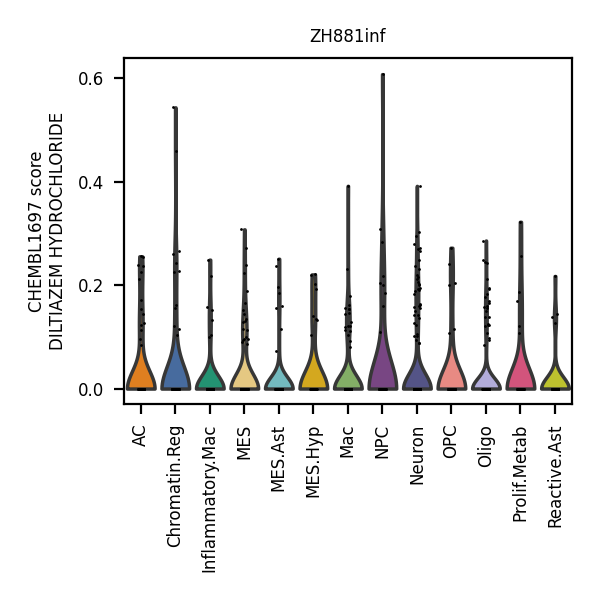 ZH881inf
CHEMBL1697 score
DILTIAZEM HYDROCHLORIDE
0.6
0.4
0.2
0.0
AC
Chromatin.Reg
Inflammatory.Mac
MES
MES.Ast
MES.Hyp
Mac
NPC
Neuron
OPC
Oligo
Prolif.Metab
Reactive.Ast